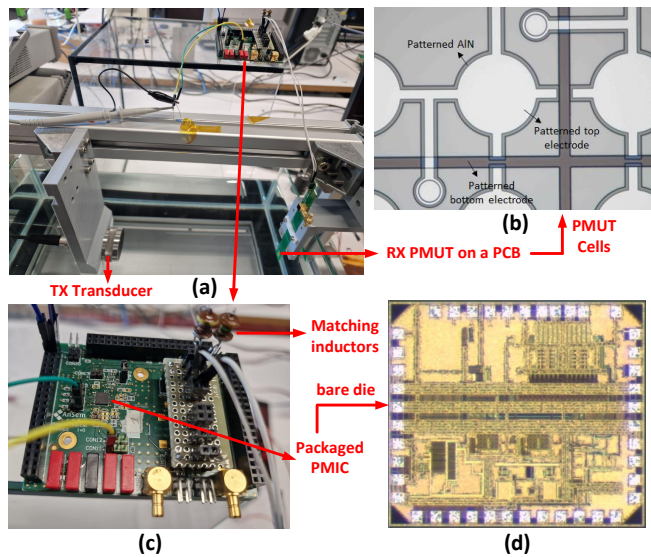 Patterned AlN
Patterned top
electrode
Patterned
bottom electrode
(b)
RX PMUT on a PCB
PMUT
Cells
(a)
TX Transducer
Matching
inductors
bare die
Packaged
PMIC
AnSem
(c)
(d)